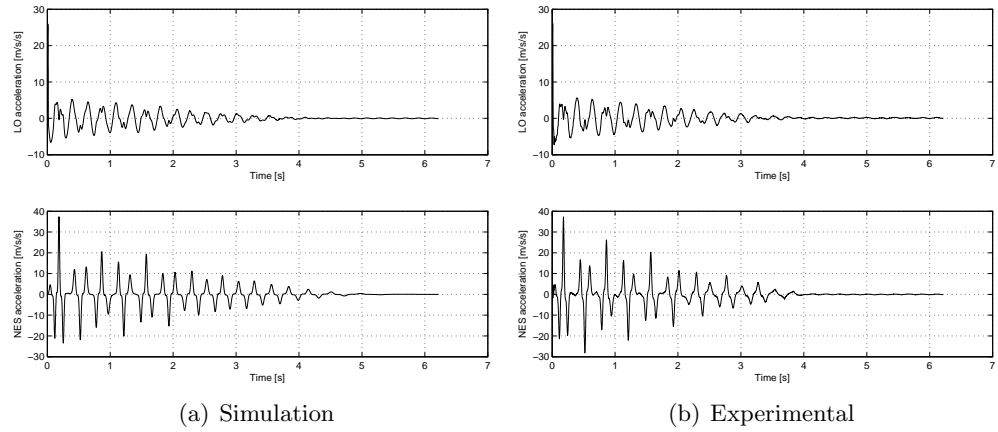 30
20
10
0
−10
LO acceleration [m/s/s]
0 1 2 3 4 5 6 7
Time [s]
40
30
20
10
0
−10
−20
−30
NES acceleration [m/s/s]
0 1 2 3 4 5 6 7
Time [s]
(a) Simulation
30
20
10
0
−10
LO acceleration [m/s/s]
0 1 2 3 4 5 6 7
Time [s]
40
30
20
10
0
−10
−20
−30
NES acceleration [m/s/s]
0 1 2 3 4 5 6 7
Time [s]
(b) Experimental